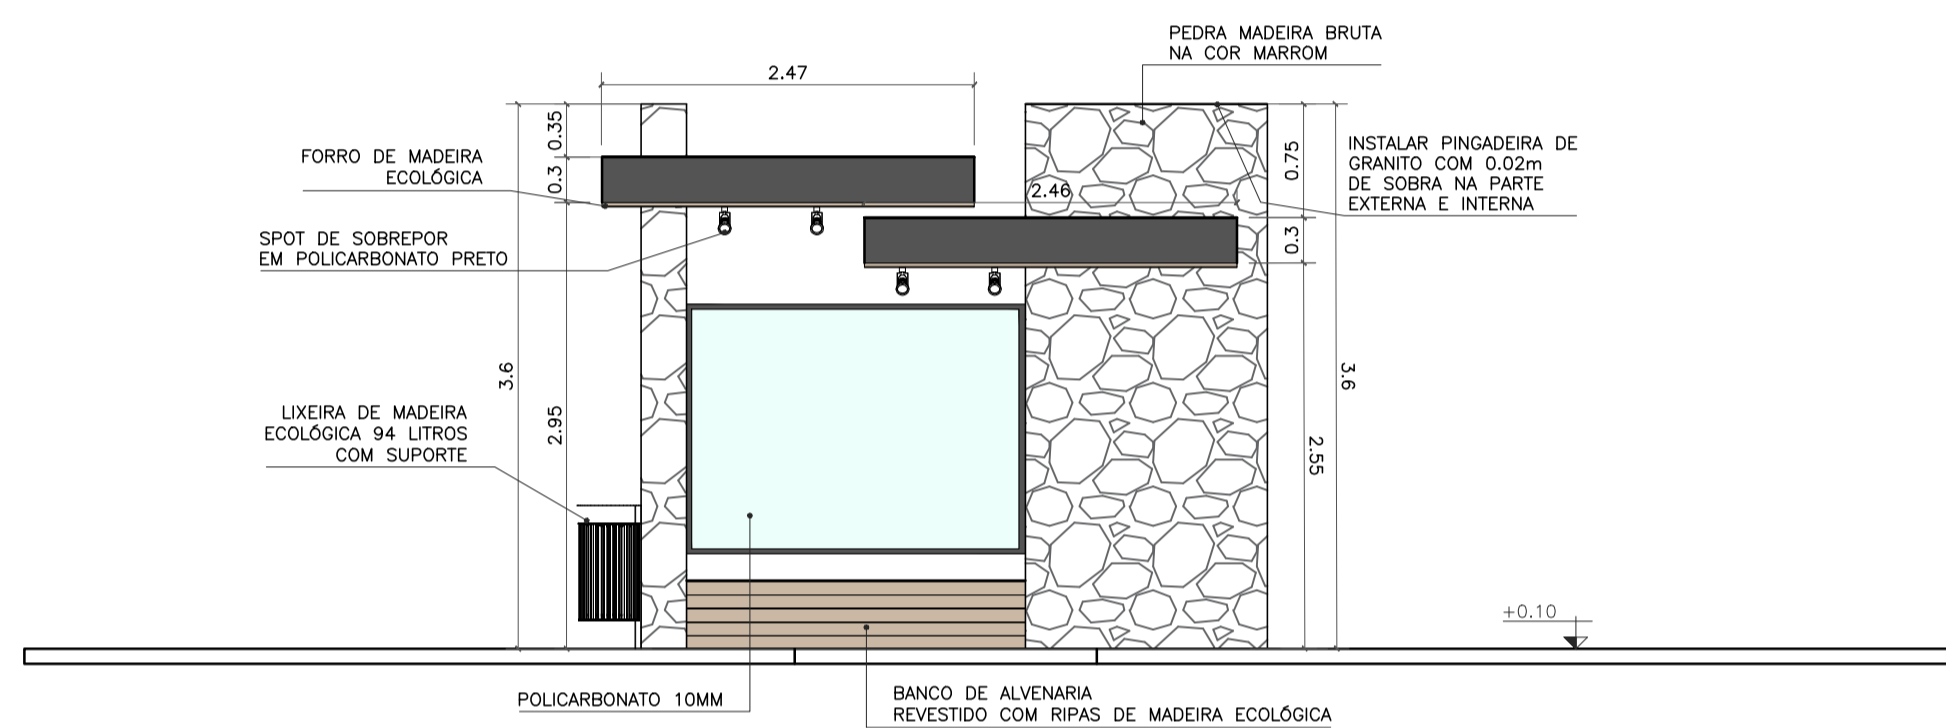 PEDRA MADEIRA BRUTA
NA COR MARROM
2.47
0.35
FORRO DE MADEIRA
ECOLÓGICA
0.3
SPOT DE SOBREPOR
EM POLICARBONATO PRETO
2.46
0.75
INSTALAR PINGADEIRA DE
GRANITO COM 0.02m
DE SOBRA NA PARTE
EXTERNA E INTERNA
0.3
3.6
3.6
LIXEIRA DE MADEIRA
ECOLÓGICA 94 LITROS
COM SUPORTE
2.95
2.55
+0.10
POLICARBONATO 10MM
BANCO DE ALVENARIA
REVESTIDO COM RIPAS DE MADEIRA ECOLÓGICA